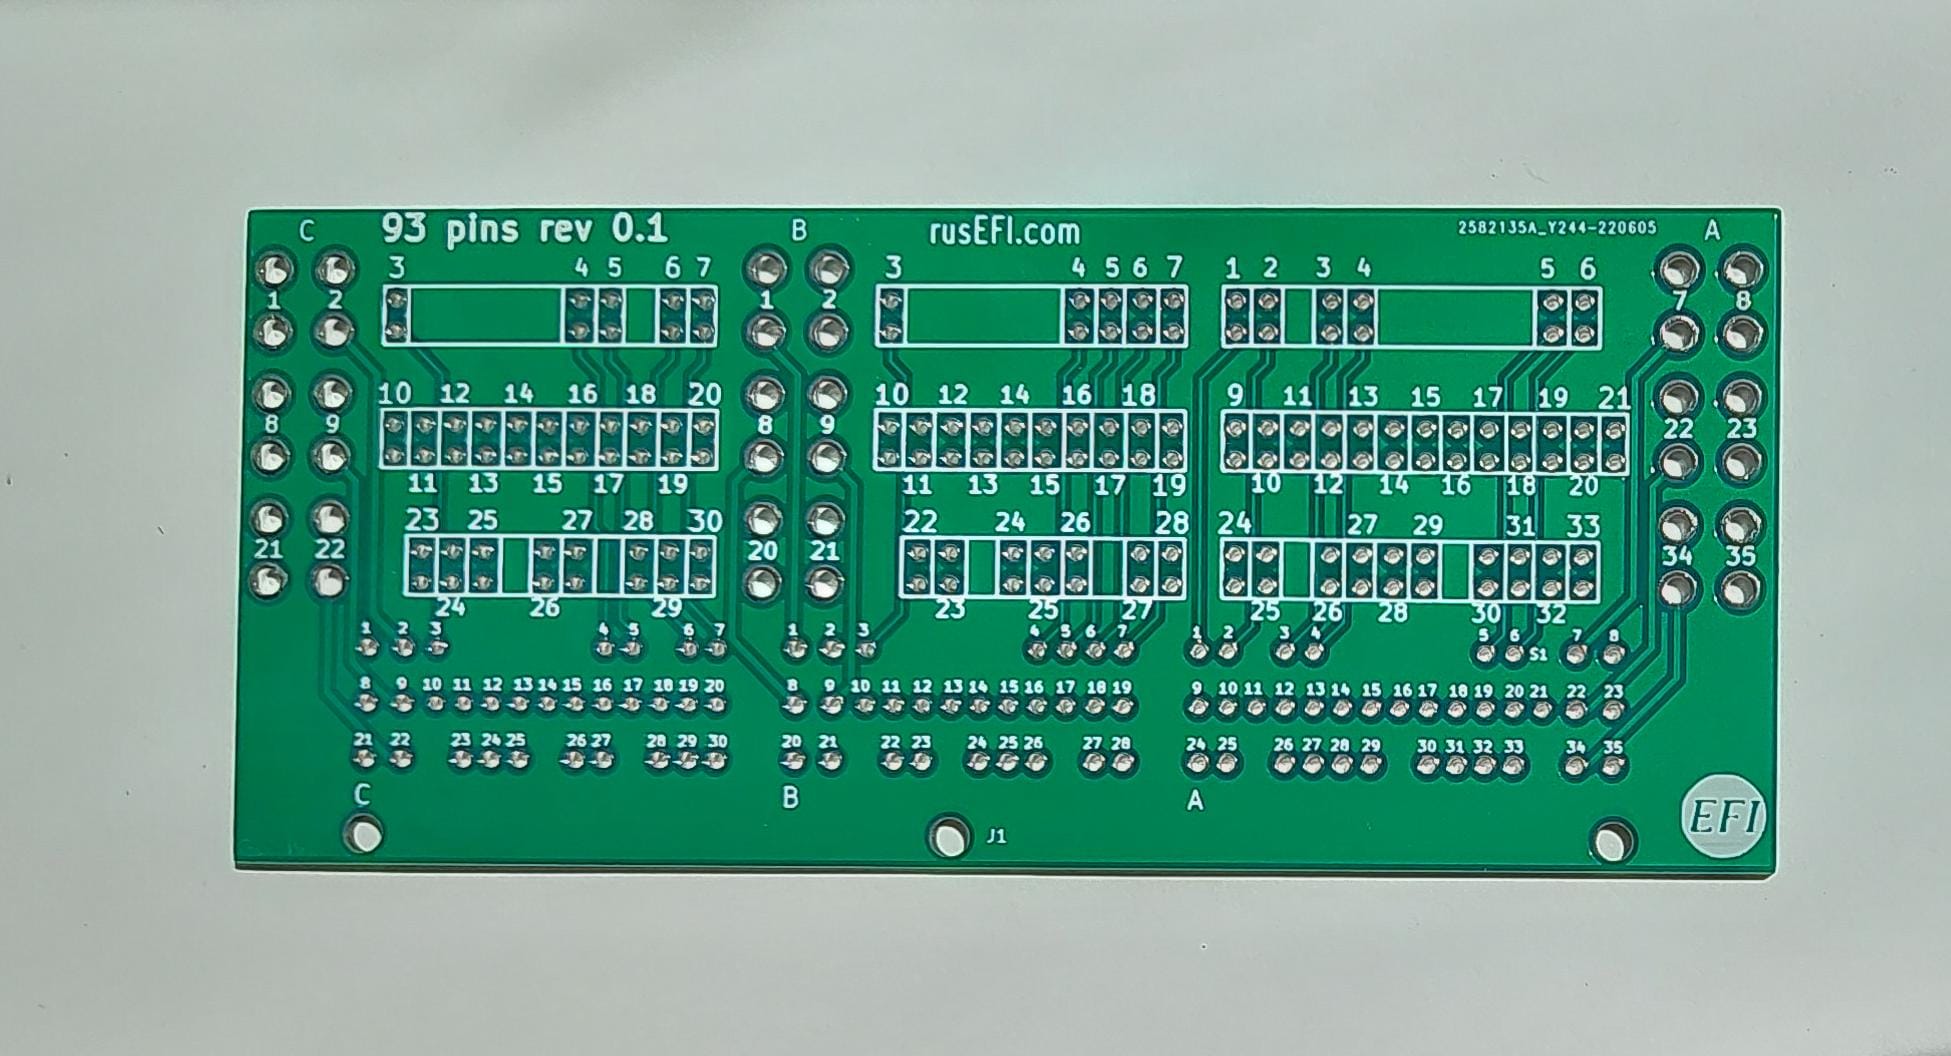 C 93 pins rev 0.1 B rusEFI.com 2582135A_Y244-220605 A
3 4 5 6 7 3 4 5 6 7 1 2 3 4 5 6
1 2 1 2 7 8
10 12 14 16 18 20 10 12 14 16 18 9 11 13 15 17 19 21
8 9 8 9 22 23
11 13 15 17 19 11 13 15 17 19 10 12 14 16 18 20
23 25 27 28 30 22 24 26 28 24 27 29 31 33
21 22 20 21 34 35
24 26 29 23 25 27 25 26 28 30 32
1 2 3 4 5 6 7 1 2 3 4 5 6 7 1 2 3 4 5 6 S1 7 8
8 9 10 11 12 13 14 15 16 17 18 19 20 8 9 10 11 12 13 14 15 16 17 18 19 9 10 11 12 13 14 15 16 17 18 19 20 21 22 23
21 22 23 24 25 26 27 28 29 30 20 21 22 23 24 25 26 27 28 24 25 26 27 28 29 30 31 32 33 34 35
C B A
J1 EFI